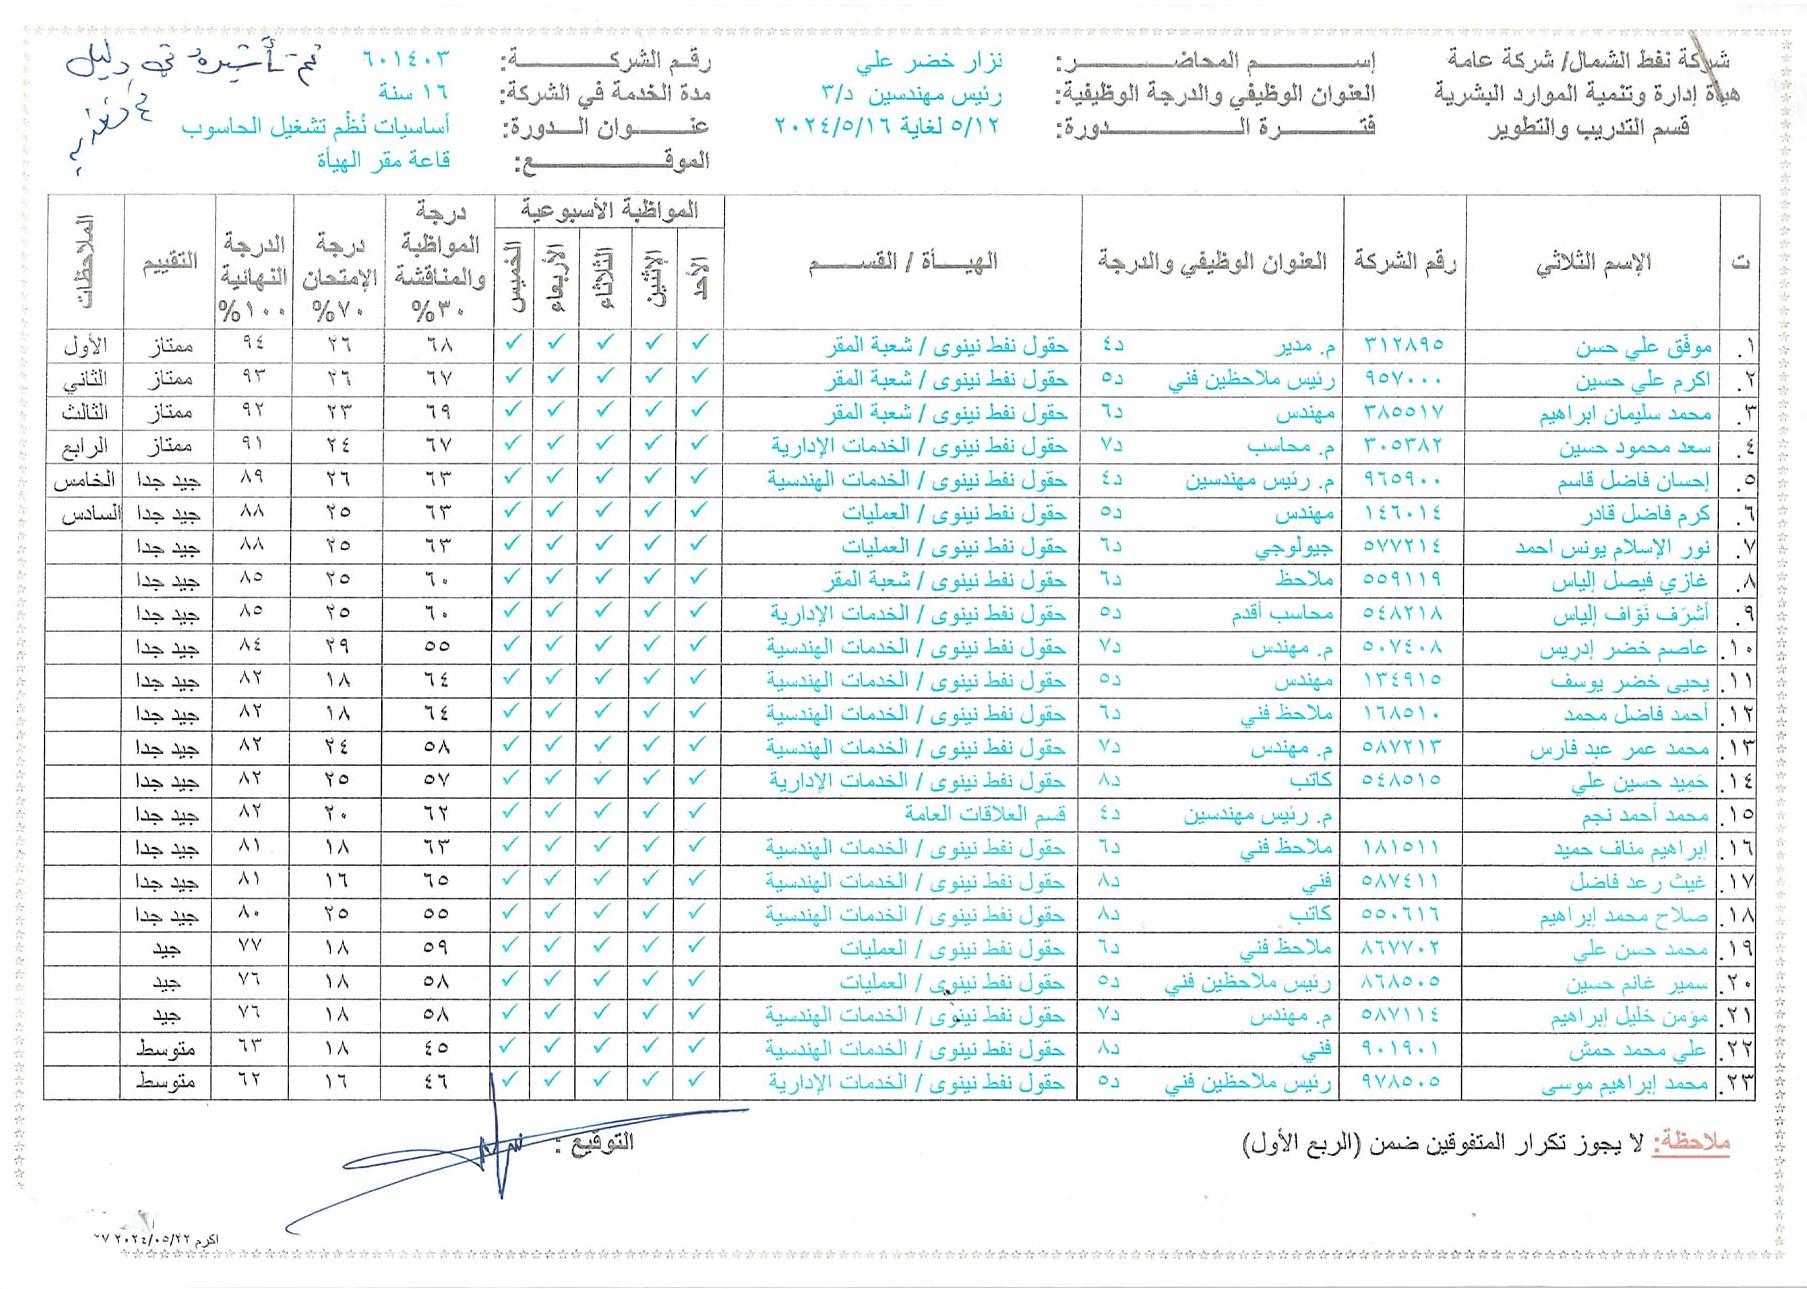 شركة نفط الشمال/ شركة عامة
هيأة إدارة وتنمية الموارد البشرية
قسم التدريب والتطوير
إســـم المحاضـــر: نزار خضر علي
العنوان الوظيفي والدرجة الوظيفية: رئيس مهندسين د/٣
فتـــرة الـــدورة: ٥/١٢ لغاية ٢٠٢٤/٥/١٦
رقـم الشركـــة: ٦٠١٤٠٣
مدة الخدمة في الشركة: ١٦ سنة
عنـــوان الـدورة: أساسيات نُظُم تشغيل الحاسوب
الموقـــع: قاعة مقر الهيأة
تم تأشيره في دليل
ت الإسم الثلاثي رقم الشركة العنوان الوظيفي والدرجة الهيـــأة / القســـم المواظبة الأسبوعية درجة المواظبة والمناقشة ٣٠% درجة الإمتحان ٧٠% الدرجة النهائية ١٠٠% التقييم الملاحظات
الأحد الإثنين الثلاثاء الأربعاء الخميس
١. موفّق علي حسن ٣١٢٨٩٥ م. مدير د٤ حقول نفط نينوى / شعبة المقر ✓ ✓ ✓ ✓ ✓ ٦٨ ٢٦ ٩٤ ممتاز الأول
٢. اكرم علي حسين ٩٥٧٠٠٠ رئيس ملاحظين فني د٥ حقول نفط نينوى / شعبة المقر ✓ ✓ ✓ ✓ ✓ ٦٧ ٢٦ ٩٣ ممتاز الثاني
٣. محمد سليمان ابراهيم ٣٨٥٥١٧ مهندس د٦ حقول نفط نينوى / شعبة المقر ✓ ✓ ✓ ✓ ✓ ٦٩ ٢٣ ٩٢ ممتاز الثالث
٤. سعد محمود حسين ٣٠٥٣٨٢ م. محاسب د٧ حقول نفط نينوى / الخدمات الإدارية ✓ ✓ ✓ ✓ ✓ ٦٧ ٢٤ ٩١ ممتاز الرابع
٥. إحسان فاضل قاسم ٩٦٥٩٠٠ م. رئيس مهندسين د٤ حقول نفط نينوى / الخدمات الهندسية ✓ ✓ ✓ ✓ ✓ ٦٣ ٢٦ ٨٩ جيد جدا الخامس
٦. كرم فاضل قادر ١٤٦٠١٤ مهندس د٥ حقول نفط نينوى / العمليات ✓ ✓ ✓ ✓ ✓ ٦٣ ٢٥ ٨٨ جيد جدا السادس
٧. نور الإسلام يونس احمد ٥٧٧٢١٤ جيولوجي د٦ حقول نفط نينوى / العمليات ✓ ✓ ✓ ✓ ✓ ٦٣ ٢٥ ٨٨ جيد جدا
٨. غازي فيصل إلياس ٥٥٩١١٩ ملاحظ د٦ حقول نفط نينوى / شعبة المقر ✓ ✓ ✓ ✓ ✓ ٦٠ ٢٥ ٨٥ جيد جدا
٩. أشرَف نَوّاف إلياس ٥٤٨٢١٨ محاسب أقدم د٥ حقول نفط نينوى / الخدمات الإدارية ✓ ✓ ✓ ✓ ✓ ٦٠ ٢٥ ٨٥ جيد جدا
١٠. عاصم خضر إدريس ٥٠٧٤٠٨ م. مهندس د٧ حقول نفط نينوى / الخدمات الهندسية ✓ ✓ ✓ ✓ ✓ ٥٥ ٢٩ ٨٤ جيد جدا
١١. يحيى خضر يوسف ١٣٤٩١٥ مهندس د٥ حقول نفط نينوى / الخدمات الهندسية ✓ ✓ ✓ ✓ ✓ ٦٤ ١٨ ٨٢ جيد جدا
١٢. أحمد فاضل محمد ١٦٨٥١٠ ملاحظ فني د٦ حقول نفط نينوى / الخدمات الهندسية ✓ ✓ ✓ ✓ ✓ ٦٤ ١٨ ٨٢ جيد جدا
١٣. محمد عمر عبد فارس ٥٨٧٢١٣ م. مهندس د٧ حقول نفط نينوى / الخدمات الهندسية ✓ ✓ ✓ ✓ ✓ ٥٨ ٢٤ ٨٢ جيد جدا
١٤. حَمِيد حسين علي ٥٤٨٥١٥ كاتب د٨ حقول نفط نينوى / الخدمات الإدارية ✓ ✓ ✓ ✓ ✓ ٥٧ ٢٥ ٨٢ جيد جدا
١٥. محمد أحمد نجم م. رئيس مهندسين د٤ قسم العلاقات العامة ✓ ✓ ✓ ✓ ✓ ٦٢ ٢٠ ٨٢ جيد جدا
١٦. إبراهيم مناف حميد ١٨١٥١١ ملاحظ فني د٦ حقول نفط نينوى / الخدمات الهندسية ✓ ✓ ✓ ✓ ✓ ٦٣ ١٨ ٨١ جيد جدا
١٧. غيث رعد فاضل ٥٨٧٤١١ فني د٨ حقول نفط نينوى / الخدمات الهندسية ✓ ✓ ✓ ✓ ✓ ٦٥ ١٦ ٨١ جيد جدا
١٨. صلاح محمد إبراهيم ٥٥٠٦١٦ كاتب د٨ حقول نفط نينوى / الخدمات الهندسية ✓ ✓ ✓ ✓ ✓ ٥٥ ٢٥ ٨٠ جيد جدا
١٩. محمد حسن علي ٨٦٧٧٠٢ ملاحظ فني د٦ حقول نفط نينوى / العمليات ✓ ✓ ✓ ✓ ✓ ٥٩ ١٨ ٧٧ جيد
٢٠. سمير غانم حسين ٨٦٨٥٠٥ رئيس ملاحظين فني د٥ حقول نفط نينوى / العمليات ✓ ✓ ✓ ✓ ✓ ٥٨ ١٨ ٧٦ جيد
٢١. مؤمن خليل إبراهيم ٥٨٧١١٤ م. مهندس د٧ حقول نفط نينوى / الخدمات الهندسية ✓ ✓ ✓ ✓ ✓ ٥٨ ١٨ ٧٦ جيد
٢٢. علي محمد حمش ٩٠١٩٠١ فني د٨ حقول نفط نينوى / الخدمات الهندسية ✓ ✓ ✓ ✓ ✓ ٤٥ ١٨ ٦٣ متوسط
٢٣. محمد إبراهيم موسى ٩٧٨٥٠٥ رئيس ملاحظين فني د٥ حقول نفط نينوى / الخدمات الإدارية ✓ ✓ ✓ ✓ ✓ ٤٦ ١٦ ٦٢ متوسط
ملاحظة: لا يجوز تكرار المتفوقين ضمن (الربع الأول)
التوقيع :
اكرم ٢٠٢٤/٠٥/٢٢